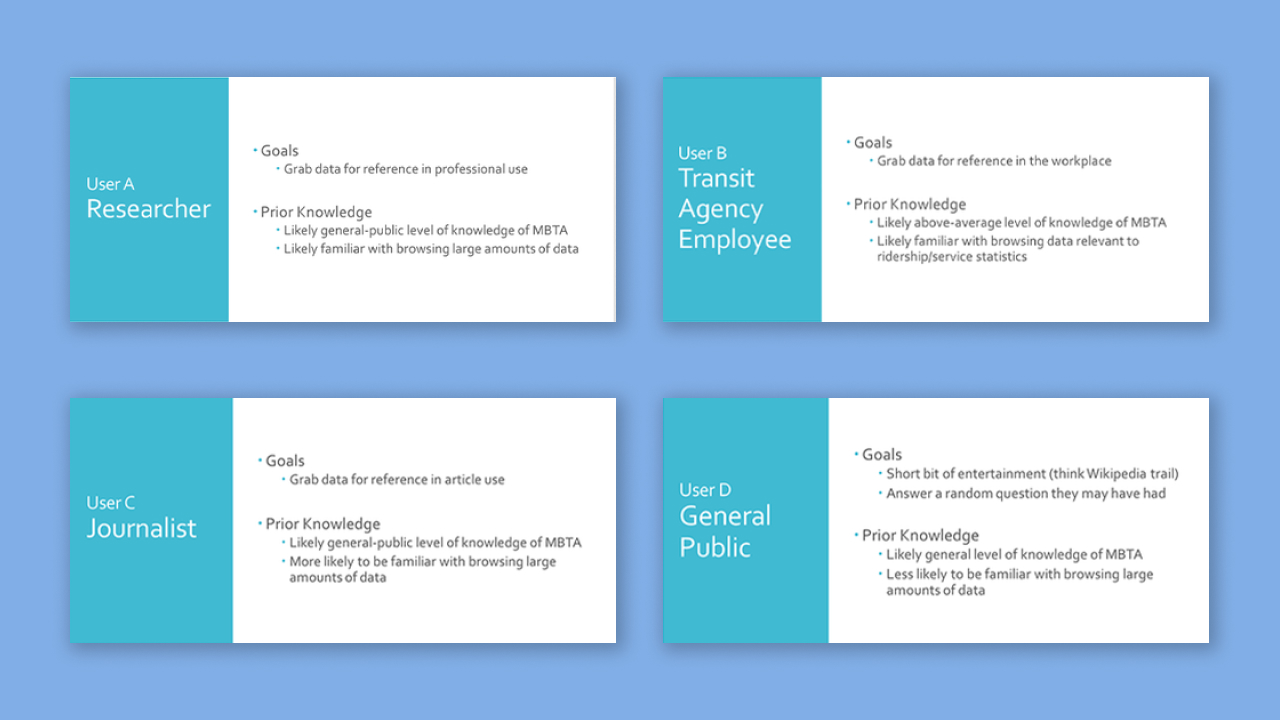 User A
Researcher
• Goals
• Grab data for reference in professional use
• Prior Knowledge
• Likely general-public level of knowledge of MBTA
• Likely familiar with browsing large amounts of data
User B
Transit
Agency
Employee
• Goals
• Grab data for reference in the workplace
• Prior Knowledge
• Likely above-average level of knowledge of MBTA
• Likely familiar with browsing data relevant to
ridership/service statistics
User C
Journalist
• Goals
• Grab data for reference in article use
• Prior Knowledge
• Likely general-public level of knowledge of MBTA
• More likely to be familiar with browsing large
amounts of data
User D
General
Public
• Goals
• Short bit of entertainment (think Wikipedia trail)
• Answer a random question they may have had
• Prior Knowledge
• Likely general level of knowledge of MBTA
• Less likely to be familiar with browsing large
amounts of data